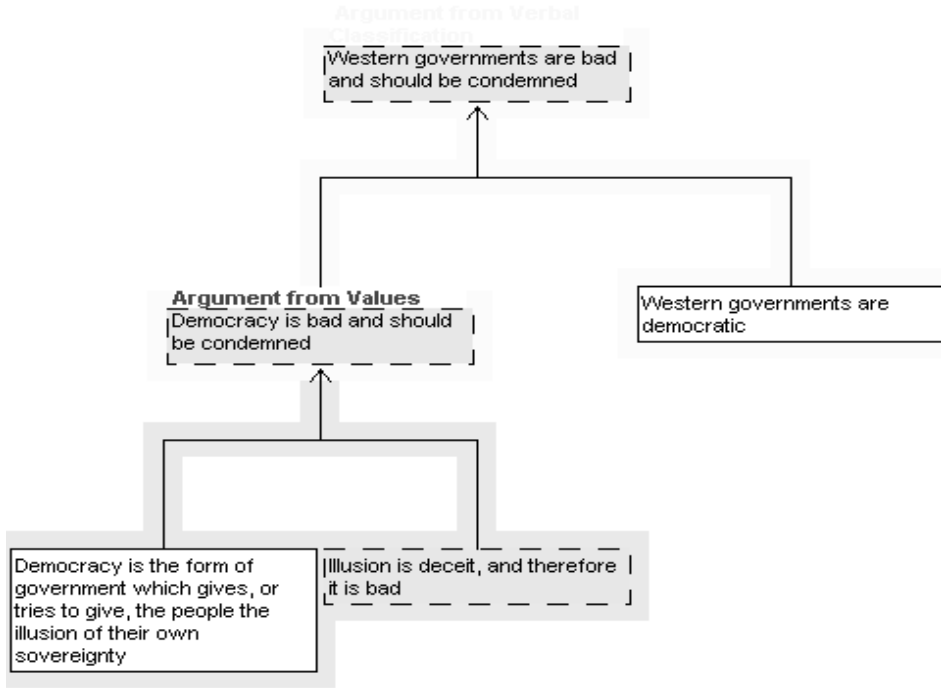 Argument from Verbal
Classification
Western governments are bad
and should be condemned
Argument from Values
Democracy is bad and should
be condemned
Western governments are
democratic
Democracy is the form of
government which gives, or
tries to give, the people the
illusion of their own
sovereignty
Illusion is deceit, and therefore
it is bad